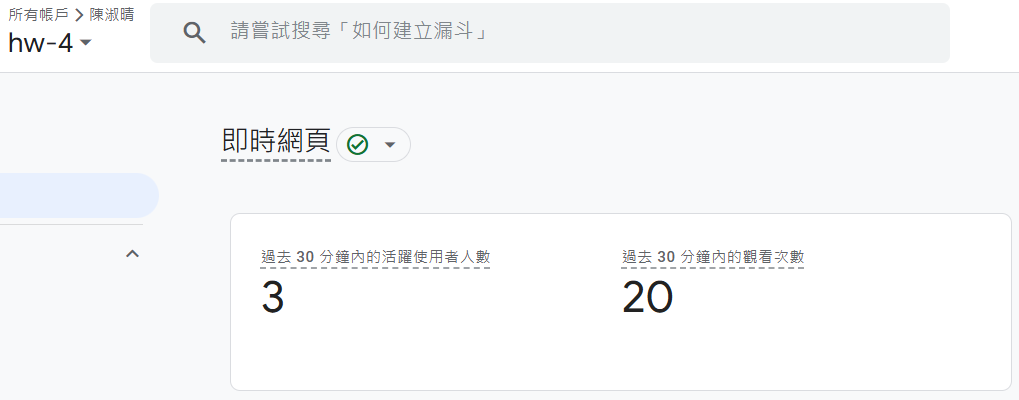 所有帳戶 > 陳淑晴
hw-4
請嘗試搜尋「如何建立漏斗」
即時網頁
過去 30 分鐘內的活躍使用者人數
3
過去 30 分鐘內的觀看次數
20